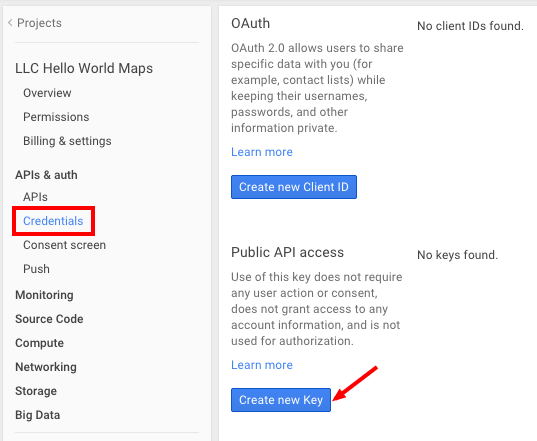 Projects
LLC Hello World Maps
Overview
Permissions
Billing & settings
APIs & auth
APIs
Credentials
Consent screen
Push
Monitoring
Source Code
Compute
Networking
Storage
Big Data
OAuth
OAuth 2.0 allows users to share
specific data with you (for
example, contact lists) while
keeping their usernames,
passwords, and other
information private.
Learn more
Create new Client ID
No client IDs found.
Public API access
Use of this key does not require
any user action or consent,
does not grant access to any
account information, and is not
used for authorization.
Learn more
Create new Key
No keys found.